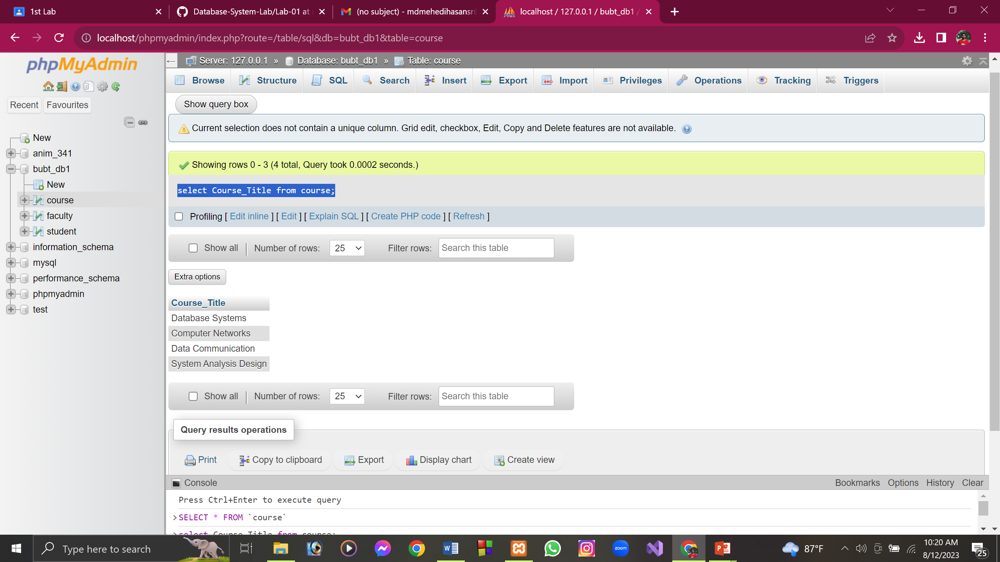 1st Lab
Database-System-Lab/Lab-01 at
(no subject) - mdmehedihasansr
localhost / 127.0.0.1 / bubt_db1 /
localhost/phpmyadmin/index.php?route=/table/sql&db=bubt_db1&table=course
phpMyAdmin
Recent
Favourites
New
anim_341
bubt_db1
New
course
faculty
student
information_schema
mysql
performance_schema
phpmyadmin
test
Server: 127.0.0.1 » Database: bubt_db1 » Table: course
Browse
Structure
SQL
Search
Insert
Export
Import
Privileges
Operations
Tracking
Triggers
Show query box
Current selection does not contain a unique column. Grid edit, checkbox, Edit, Copy and Delete features are not available.
Showing rows 0 - 3 (4 total, Query took 0.0002 seconds.)
select Course_Title from course;
Profiling [ Edit inline ] [ Edit ] [ Explain SQL ] [ Create PHP code ] [ Refresh ]
Show all | Number of rows: 25 Filter rows: Search this table
Extra options
Course_Title
Database Systems
Computer Networks
Data Communication
System Analysis Design
Show all | Number of rows: 25 Filter rows: Search this table
Query results operations
Print
Copy to clipboard
Export
Display chart
Create view
Console
Bookmarks
Options
History
Clear
Press Ctrl+Enter to execute query
>SELECT * FROM `course`
>select Course_Title from course;
Type here to search
zoom
87°F
10:20 AM
8/12/2023
25